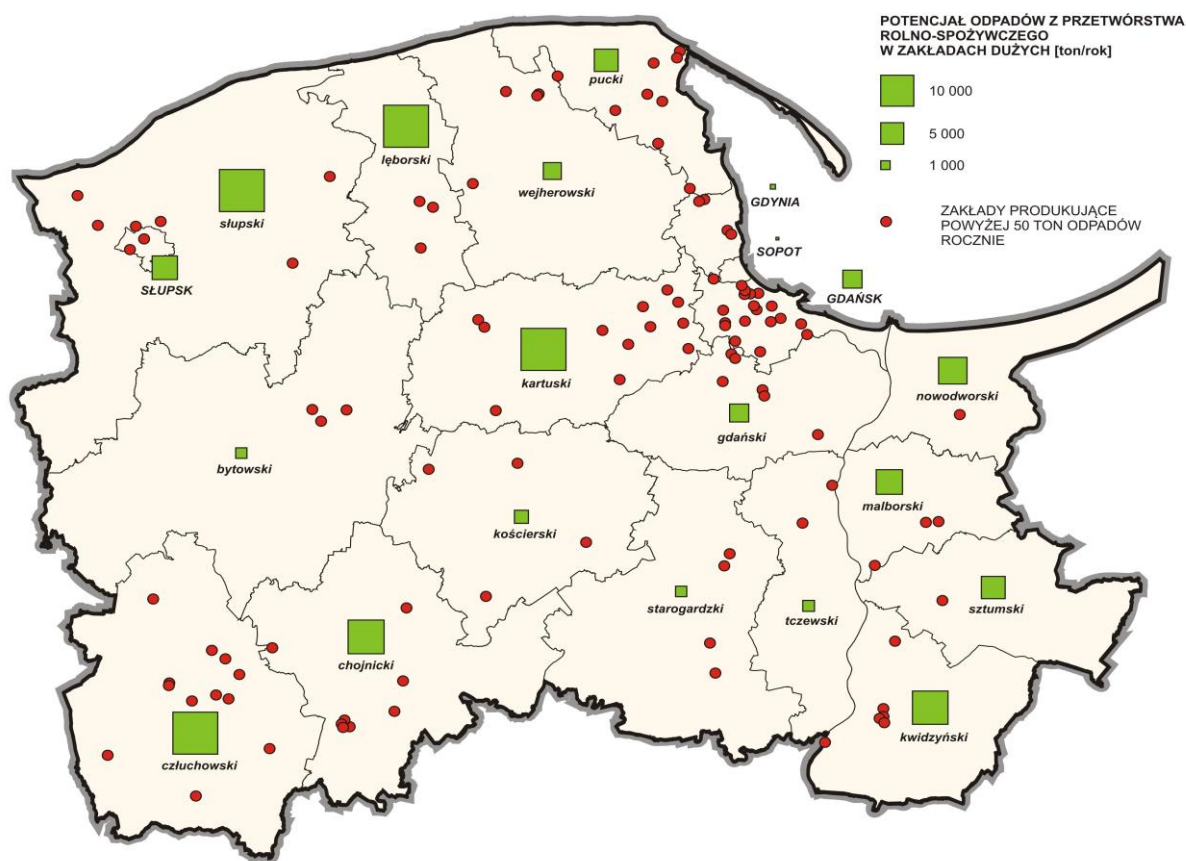 POTENCJAŁ ODPADÓW Z PRZETWÓRSTWA
ROLNO-SPOŻYWCZEGO
W ZAKŁADACH DUŻYCH [ton/rok]
10 000
5 000
1 000
ZAKŁADY PRODUKUJĄCE
POWYŻEJ 50 TON ODPADÓW
ROCZNIE
pucki
lęborski
wejherowski
słupski
GDYNIA
SOPOT
SŁUPSK
GDAŃSK
kartuski
nowodworski
gdański
bytowski
malborski
kościerski
starogardzki
tczewski
sztumski
chojnicki
kwidzyński
człuchowski